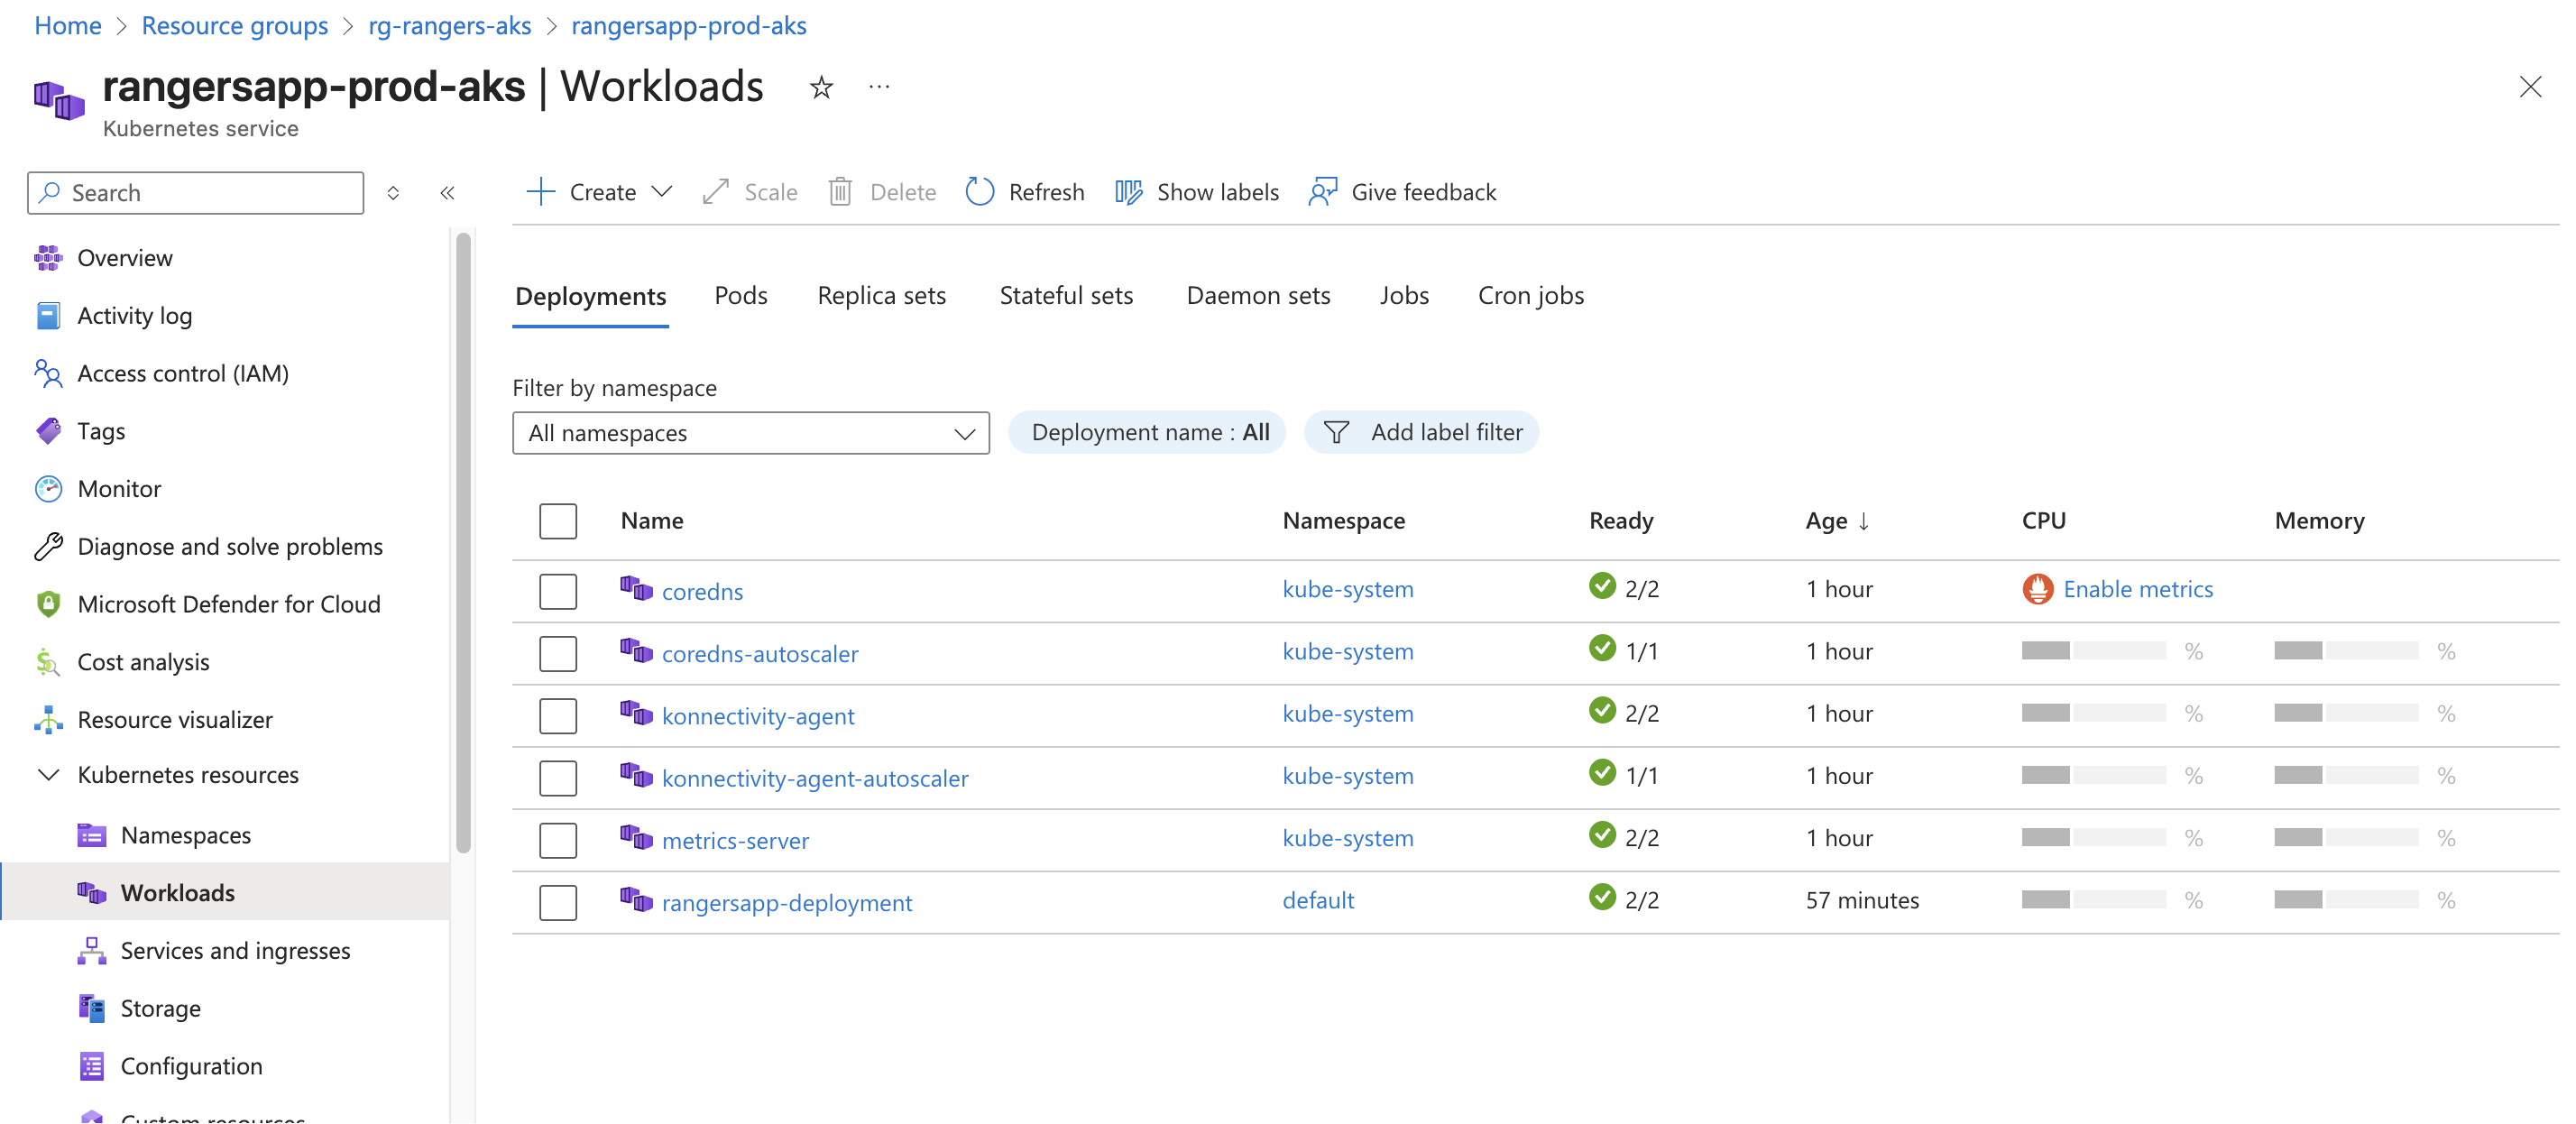 Home > Resource groups > rg-rangers-aks > rangersapp-prod-aks
rangersapp-prod-aks | Workloads
Kubernetes service
Search
Create Scale Delete Refresh Show labels Give feedback
Overview
Activity log
Access control (IAM)
Tags
Monitor
Diagnose and solve problems
Microsoft Defender for Cloud
Cost analysis
Resource visualizer
Kubernetes resources
Namespaces
Workloads
Services and ingresses
Storage
Configuration
Custom resources
Deployments Pods Replica sets Stateful sets Daemon sets Jobs Cron jobs
Filter by namespace
All namespaces Deployment name : All Add label filter
Name Namespace Ready Age ↓ CPU Memory
coredns kube-system 2/2 1 hour Enable metrics
coredns-autoscaler kube-system 1/1 1 hour % %
konnectivity-agent kube-system 2/2 1 hour % %
konnectivity-agent-autoscaler kube-system 1/1 1 hour % %
metrics-server kube-system 2/2 1 hour % %
rangersapp-deployment default 2/2 57 minutes % %